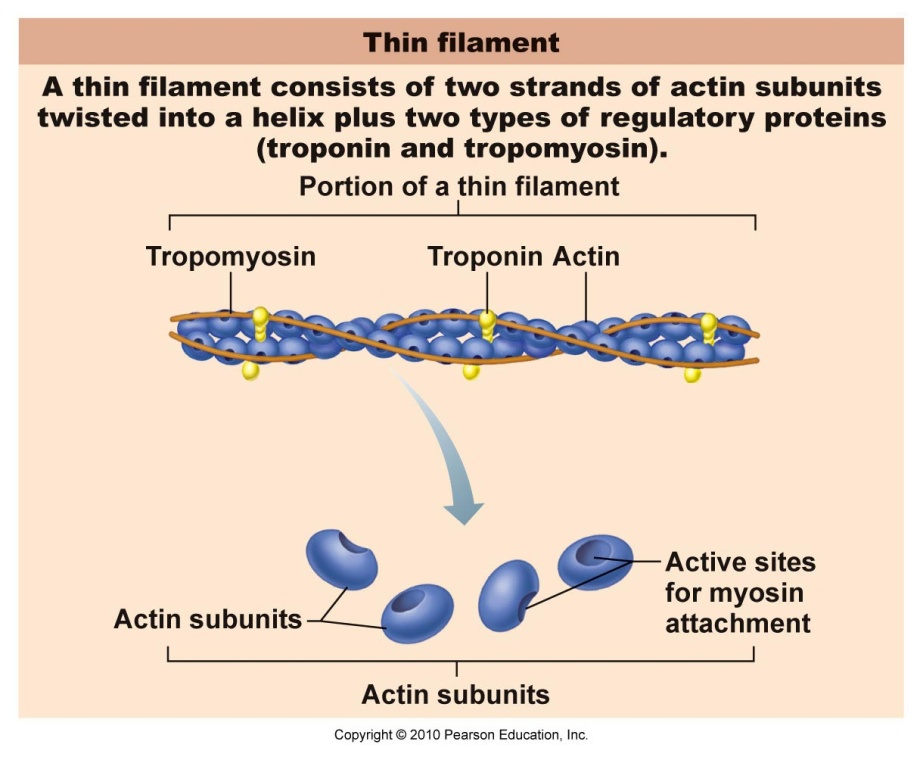 Thin filament
A thin filament consists of two strands of actin subunits
twisted into a helix plus two types of regulatory proteins
(troponin and tropomyosin).
Portion of a thin filament
Tropomyosin
Troponin
Actin
Actin subunits
Active sites
for myosin
attachment
Actin subunits
Copyright © 2010 Pearson Education, Inc.